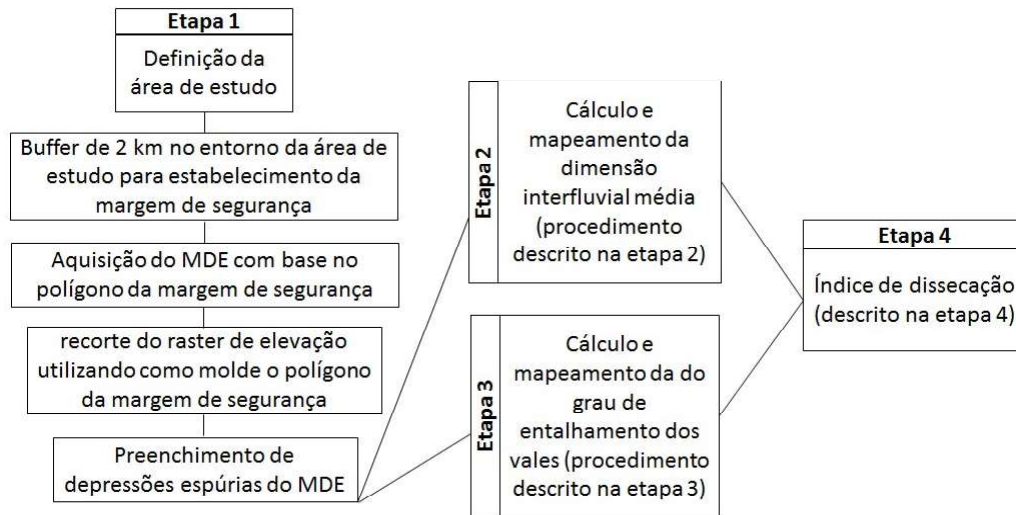 Etapa 1
Definição da
área de estudo
Buffer de 2 km no entorno da área de
estudo para estabelecimento da
margem de segurança
Aquisição do MDE com base no
polígono da margem de segurança
recorte do raster de elevação
utilizando como molde o polígono
da margem de segurança
Preenchimento de
depressões espúrias do MDE
Etapa 2
Cálculo e
mapeamento da
dimensão
interfluvial média
(procedimento
descrito na etapa 2)
Etapa 3
Cálculo e
mapeamento da do
grau de
entalhamento dos
vales (procedimento
descrito na etapa 3)
Etapa 4
Índice de dissecação
(descrito na etapa 4)